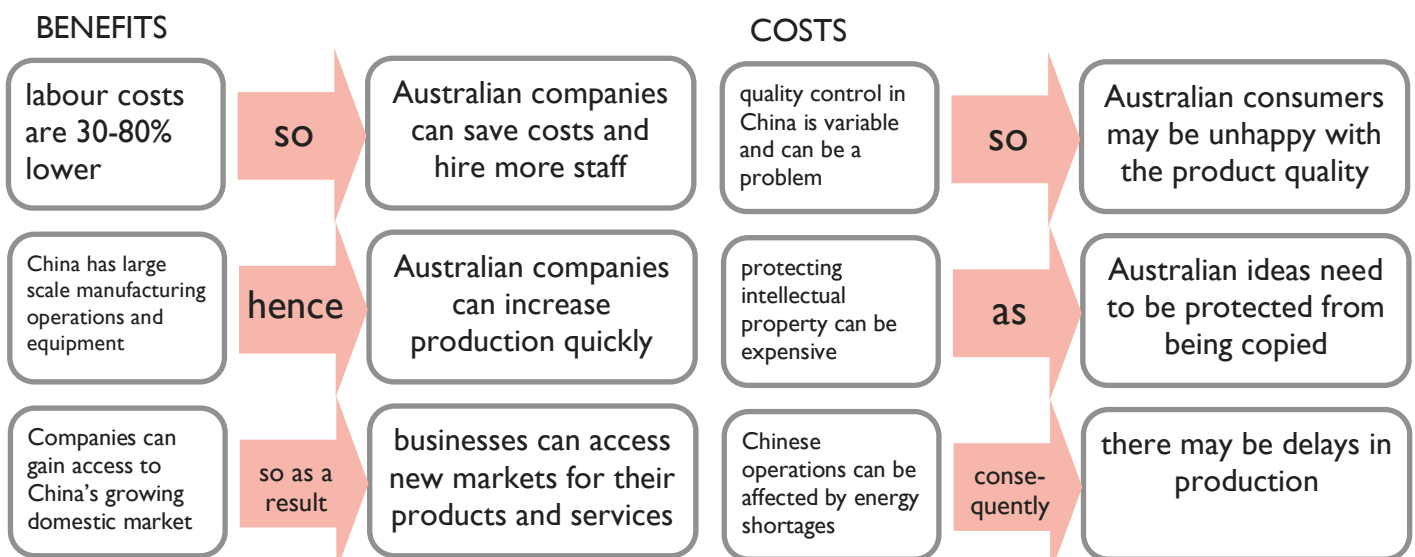 BENEFITS
labour costs
are 30-80%
lower
so
Australian companies
can save costs and
hire more staff
China has large
scale manufacturing
operations and
equipment
hence
Australian companies
can increase
production quickly
Companies can
gain access to
China's growing
domestic market
so as a
result
businesses can access
new markets for their
products and services
COSTS
quality control in
China is variable
and can be a
problem
so
Australian consumers
may be unhappy with
the product quality
protecting
intellectual
property can be
expensive
as
Australian ideas need
to be protected from
being copied
Chinese
operations can be
affected by energy
shortages
conse-
quently
there may be delays in
production